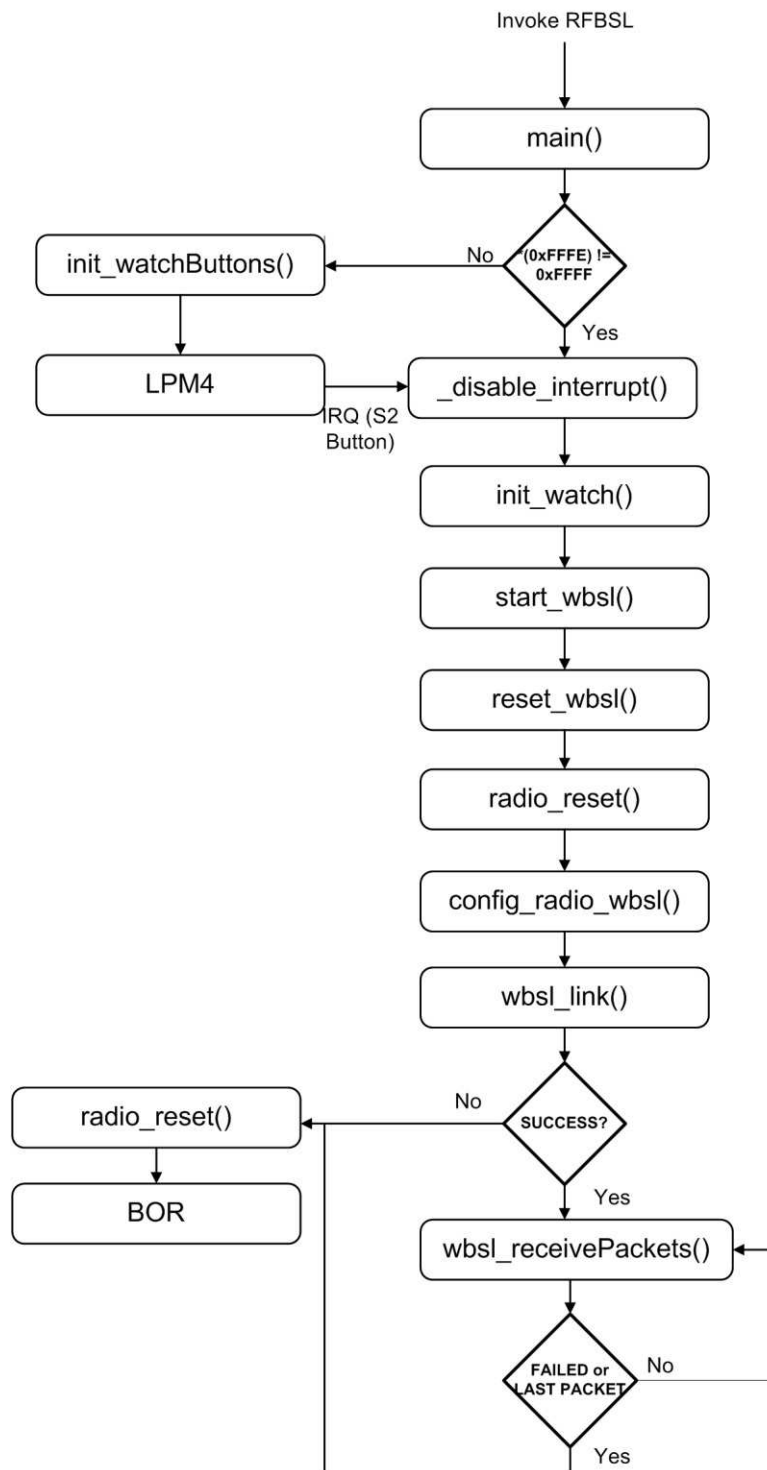 Invoke RFBSL
main()
*(0xFFFE) !=
0xFFFF
No
init_watchButtons()
Yes
LPM4
IRQ (S2
Button)
_disable_interrupt()
init_watch()
start_wbsl()
reset_wbsl()
radio_reset()
config_radio_wbsl()
wbsl_link()
SUCCESS?
No
radio_reset()
BOR
Yes
wbsl_receivePackets()
FAILED or
LAST PACKET
No
Yes